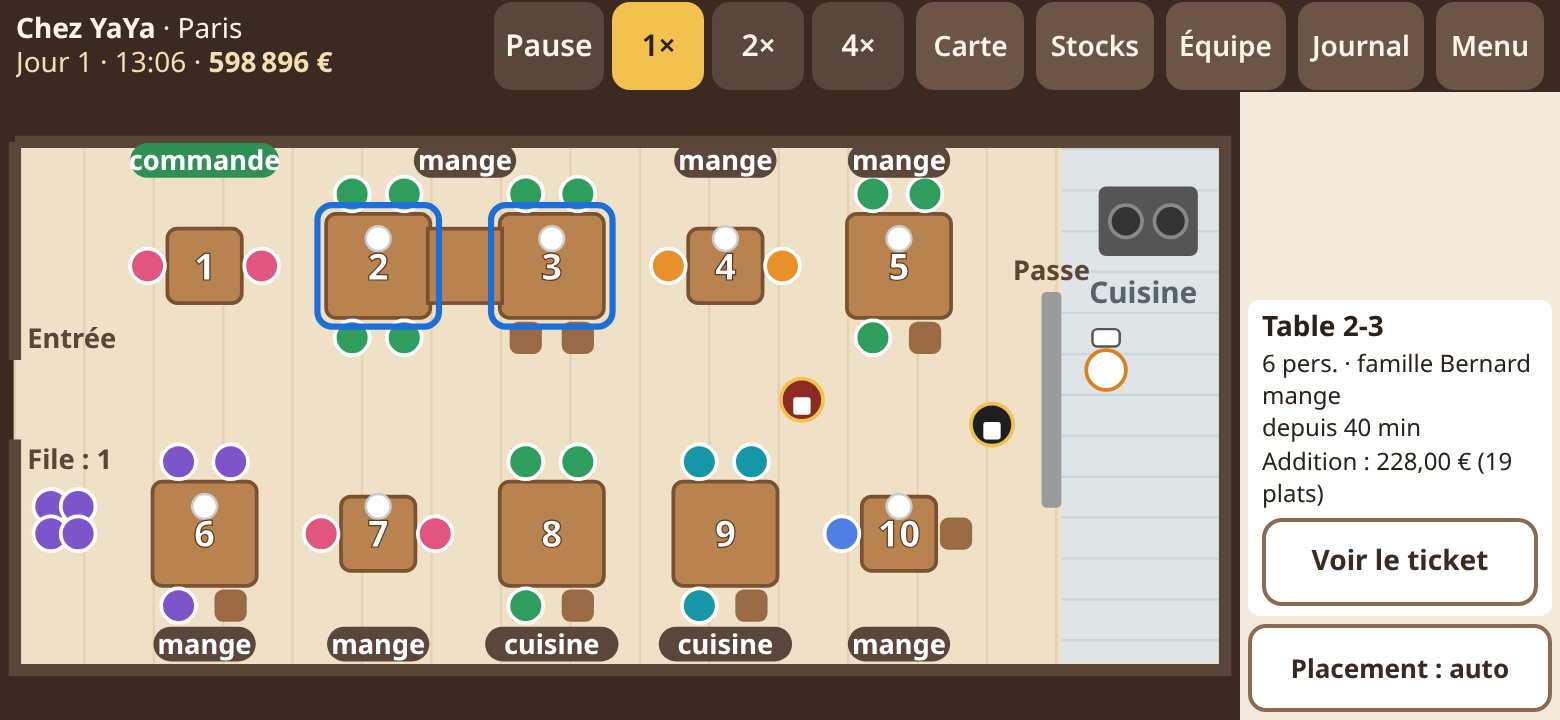 Chez YaYa · Paris
Jour 1 · 13:06 · 598 896 €
Pause
1×
2×
4×
Carte
Stocks
Équipe
Journal
Menu
commande
mange
mange
mange
1
2
3
4
5
Passe
Cuisine
Entrée
File : 1
6
7
8
9
10
mange
mange
cuisine
cuisine
mange
Table 2-3
6 pers. · famille Bernard
mange
depuis 40 min
Addition : 228,00 € (19
plats)
Voir le ticket
Placement : auto